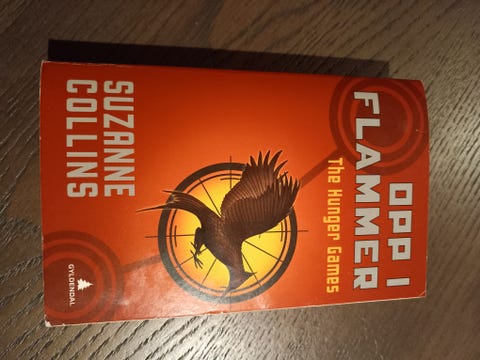 OPP I
FLAMMER
The Hunger Games
SUZANNE
COLLINS
GYLDENDAL